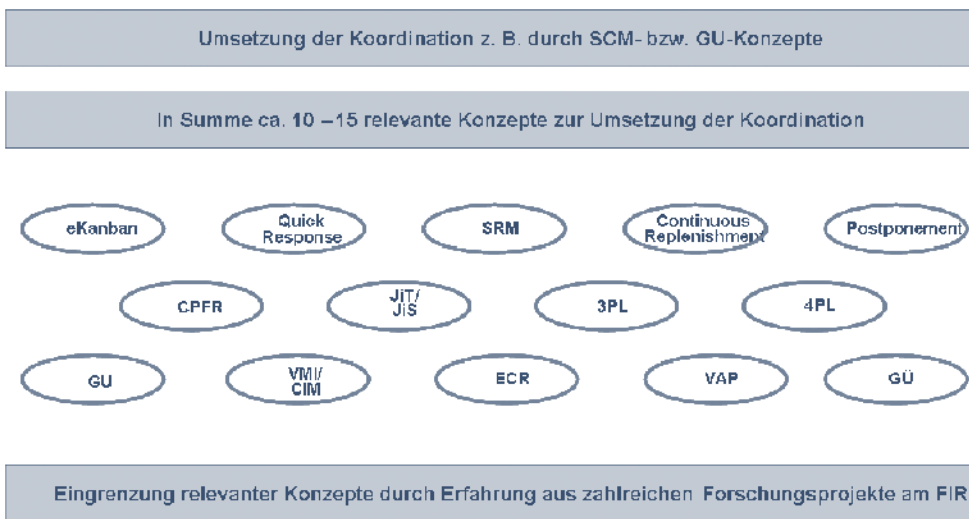 Umsetzung der Koordination z. B. durch SCM- bzw. GU-Konzepte
In Summe ca. 10 –15 relevante Konzepte zur Umsetzung der Koordination
eKanban
Quick
Response
SRM
Continuous
Replenishment
Postponement
CPFR
JiT/
JiS
3PL
4PL
GU
VMI/
CIM
ECR
VAP
GÜ
Eingrenzung relevanter Konzepte durch Erfahrung aus zahlreichen Forschungsprojekte am FIR